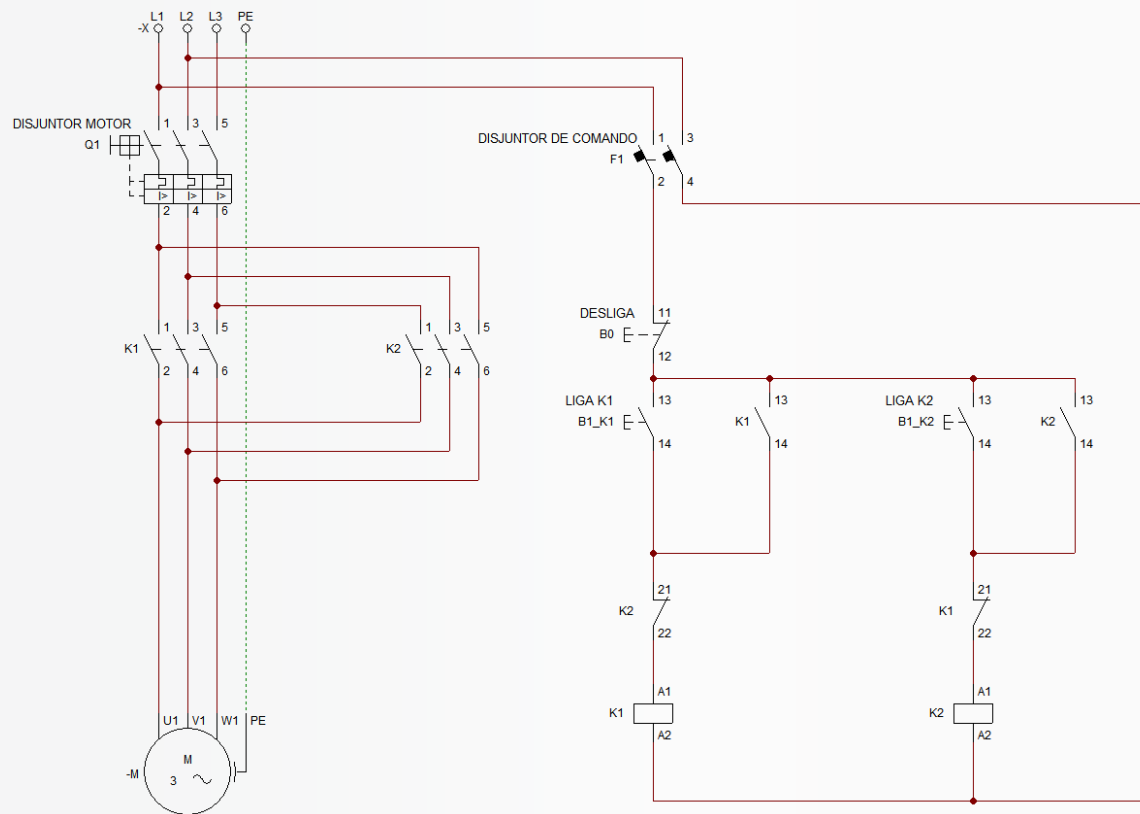 L1 L2 L3 PE
-X
DISJUNTOR MOTOR
Q1
1 3 5
I> I> I>
2 4 6
DISJUNTOR DE COMANDO
F1
1 3
2 4
K1
1 3 5
2 4 6
K2
1 3 5
2 4 6
DESLIGA
B0
11
12
LIGA K1
B1_K1
13
14
K1
13
14
LIGA K2
B1_K2
13
14
K2
13
14
K2
21
22
K1
21
22
K1
A1
A2
K2
A1
A2
U1 V1 W1 PE
-M
M
3